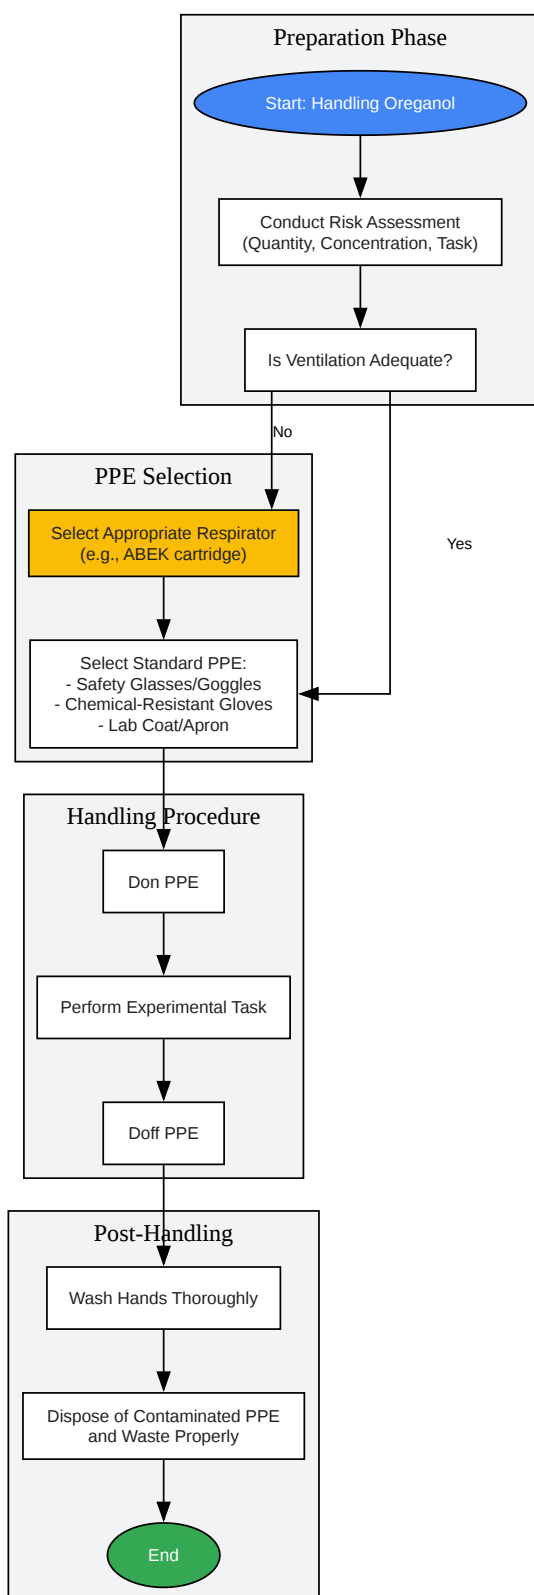 Preparation Phase
Start: Handling Oreganol
Conduct Risk Assessment
(Quantity, Concentration, Task)
Is Ventilation Adequate?
No
Yes
PPE Selection
Select Appropriate Respirator
(e.g., ABEK cartridge)
Select Standard PPE:
- Safety Glasses/Goggles
- Chemical-Resistant Gloves
- Lab Coat/Apron
Handling Procedure
Don PPE
Perform Experimental Task
Doff PPE
Post-Handling
Wash Hands Thoroughly
Dispose of Contaminated PPE
and Waste Properly
End